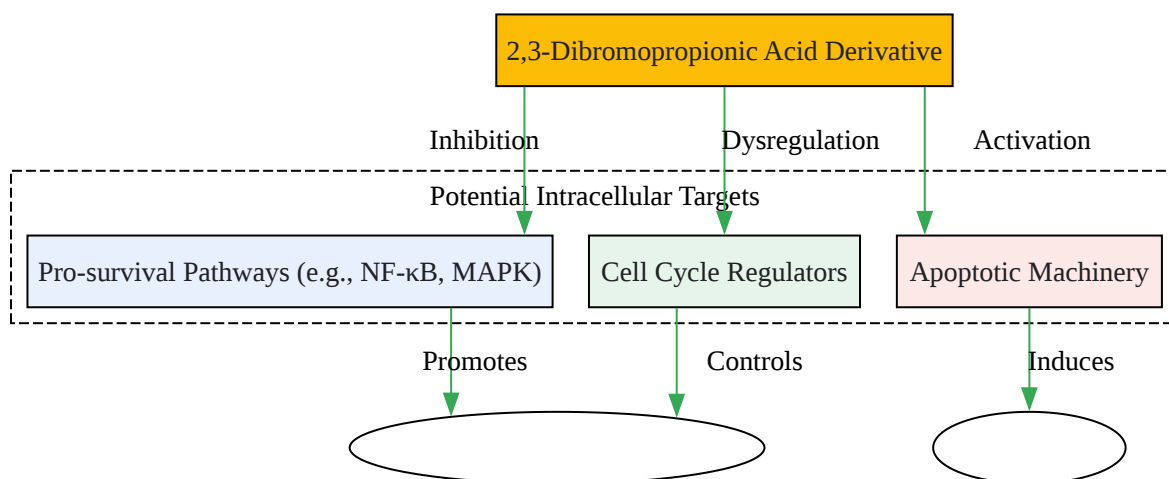 2,3-Dibromopropionic Acid Derivative
Inhibition
Dysregulation
Activation
Potential Intracellular Targets
Pro-survival Pathways (e.g., NF-κB, MAPK)
Cell Cycle Regulators
Apoptotic Machinery
Promotes
Controls
Induces